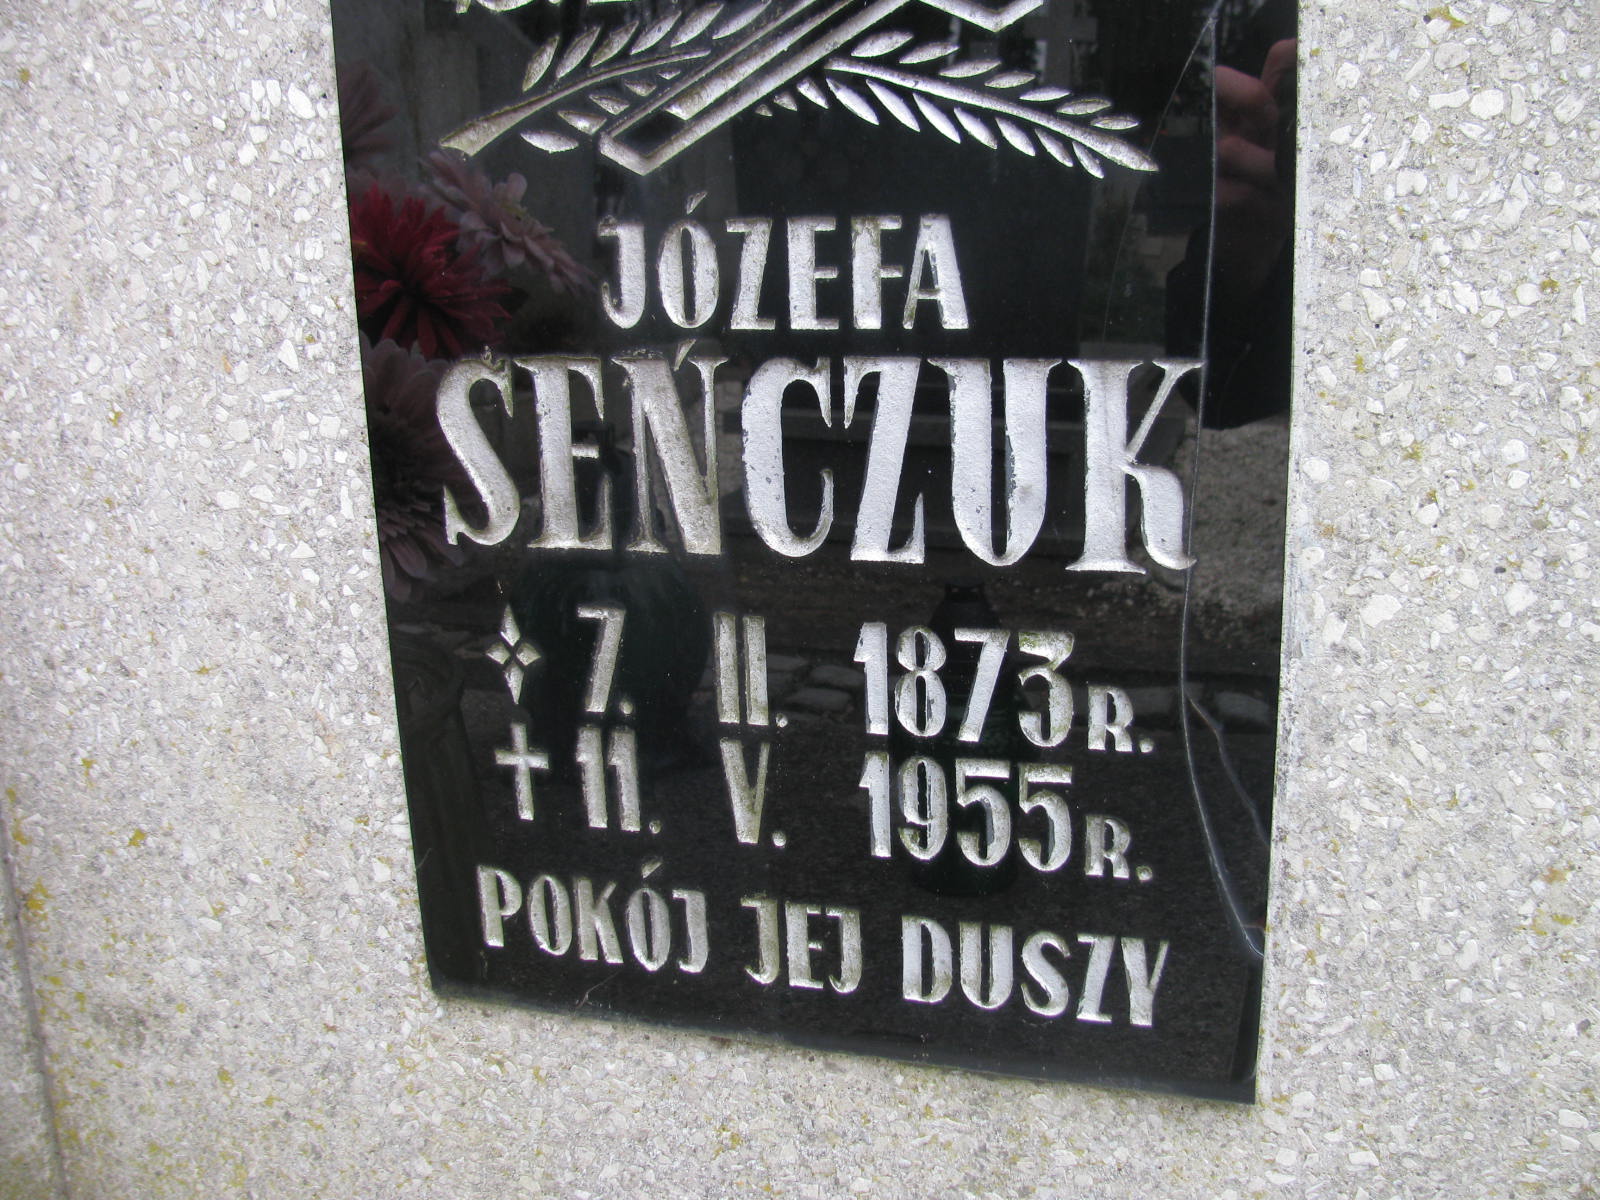 JÓZEFA
SEŃCZUK
7. II. 1873 R.
† 11. V. 1955 R.
POKÓJ JEJ DUSZY